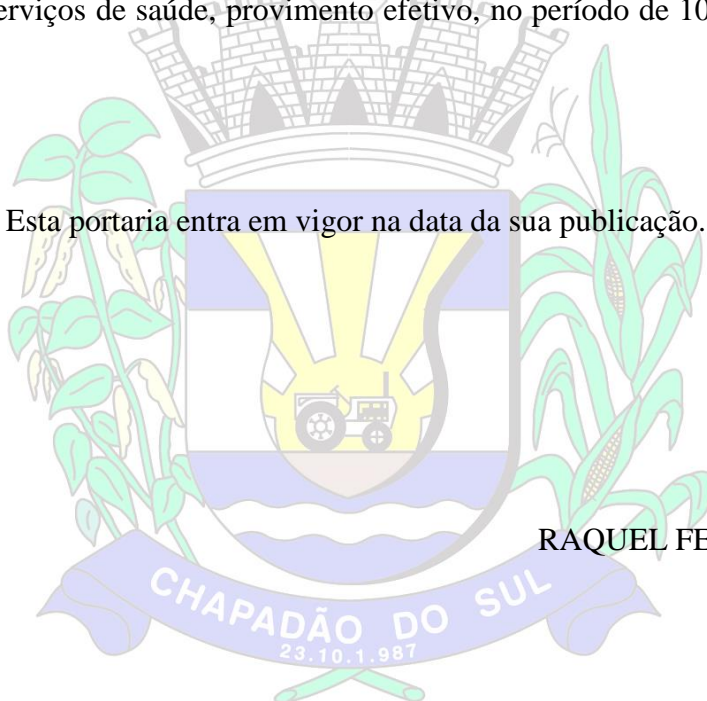 serviços de saúde, provimento efetivo, no período de 10
Esta portaria entra em vigor na data da sua publicação.
RAQUEL FE
CHAPADÃO DO SUL
23.10.1.987